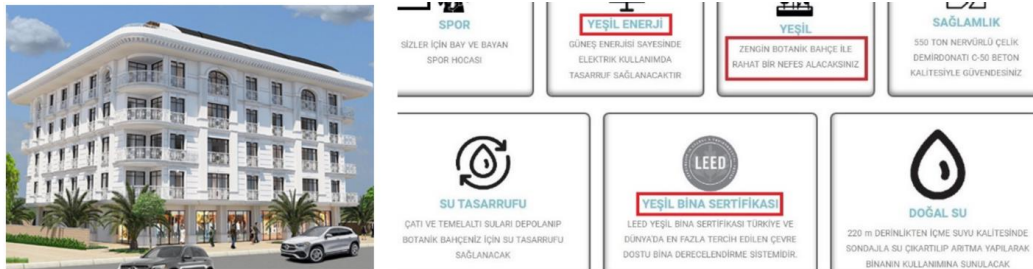 SPOR
SİZLER İÇİN BAY VE BAYAN
SPOR HOCASI
YEŞİL ENERJİ
GÜNEŞ ENERJİSİ SAYESİNDE
ELEKTRIK KULLANIMDA
TASARRUF SAĞLANACAKTIR
YEŞİL
ZENGİN BOTANİK BAHÇE İLE
RAHAT BİR NEFES ALACAKSINIZ
SAĞLAMLIK
550 TON NERVÜRLÜ ÇELİK
DEMİRDONATI C-50 BETON
KALİTESİYLE GÜVENDESİNİZ
SU TASARRUFU
ÇATI VE TEMELALTI SULARI DEPOLANIP
BOTANİK BAHÇENİZ İÇİN SU TASARRUFU
SAĞLANACAK
LEED
YEŞİL BİNA SERTİFİKASI
LEED YEŞİL BİNA SERTİFİKASI TÜRKİYE VE
DÜNYADA EN FAZLA TERCİH EDİLEN ÇEVRE
DOSTU BİNA DERECELENDİRME SİSTEMİDİR.
DOĞAL SU
220 m DERİNLİKTEN İÇME SUVU KALİTESİNDE
SONDAJLA SU ÇIKARTILIP ARITMA YAPILARAK
BİNANIN KULLANIMINA SUNULACAK